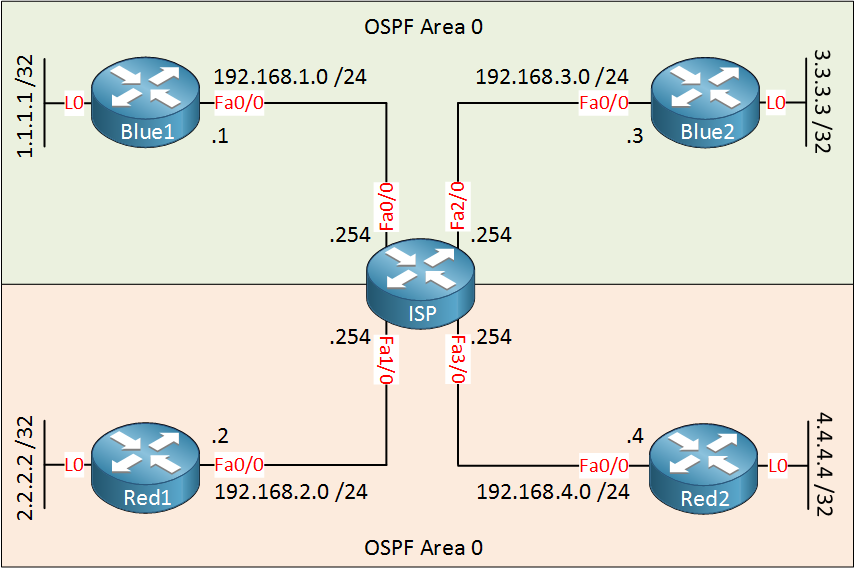 OSPF Area 0
192.168.1.0 /24
192.168.3.0 /24
1.1.1.1 /32
L0
Fa0/0
Blue1
.1
Fa0/0
L0
Blue2
.3
3.3.3.3 /32
Fa0/0
Fa2/0
.254
.254
ISP
.254
.254
Fa1/0
Fa3/0
2.2.2.2 /32
L0
.2
Fa0/0
Red1
192.168.2.0 /24
.4
Fa0/0
L0
Red2
192.168.4.0 /24
4.4.4.4 /32
OSPF Area 0